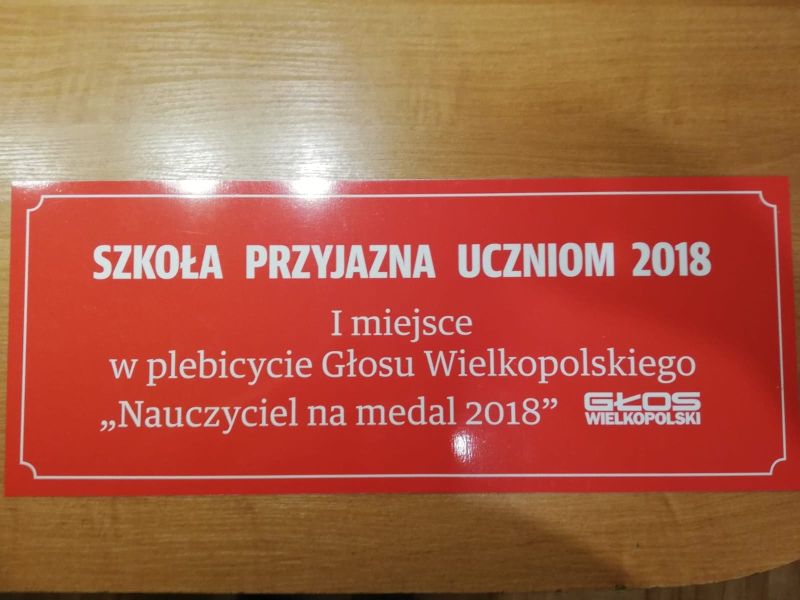 SZKOŁA PRZYJAZNA UCZNIOM 2018
I miejsce
w plebicycie Głosu Wielkopolskiego
„Nauczyciel na medal 2018”
GŁOS
WIELKOPOLSKI